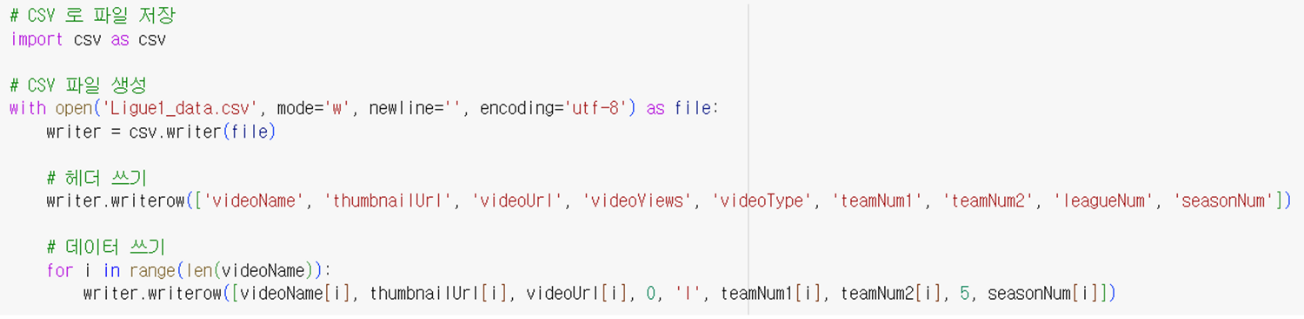 # CSV 로 파일 저장
import csv as csv
# CSV 파일 생성
with open('Ligue1_data.csv', mode='w', newline='', encoding='utf-8') as file:
writer = csv.writer(file)
# 헤더 쓰기
writer.writerow(['videoName', 'thumbnailUrl', 'videoUrl', 'videoViews', 'videoType', 'teamNum1', 'teamNum2', 'leagueNum', 'seasonNum'])
# 데이터 쓰기
for i in range(len(videoName)):
writer.writerow([videoName[i], thumbnailUrl[i], videoUrl[i], 0, 'l', teamNum1[i], teamNum2[i], 5, seasonNum[i]])